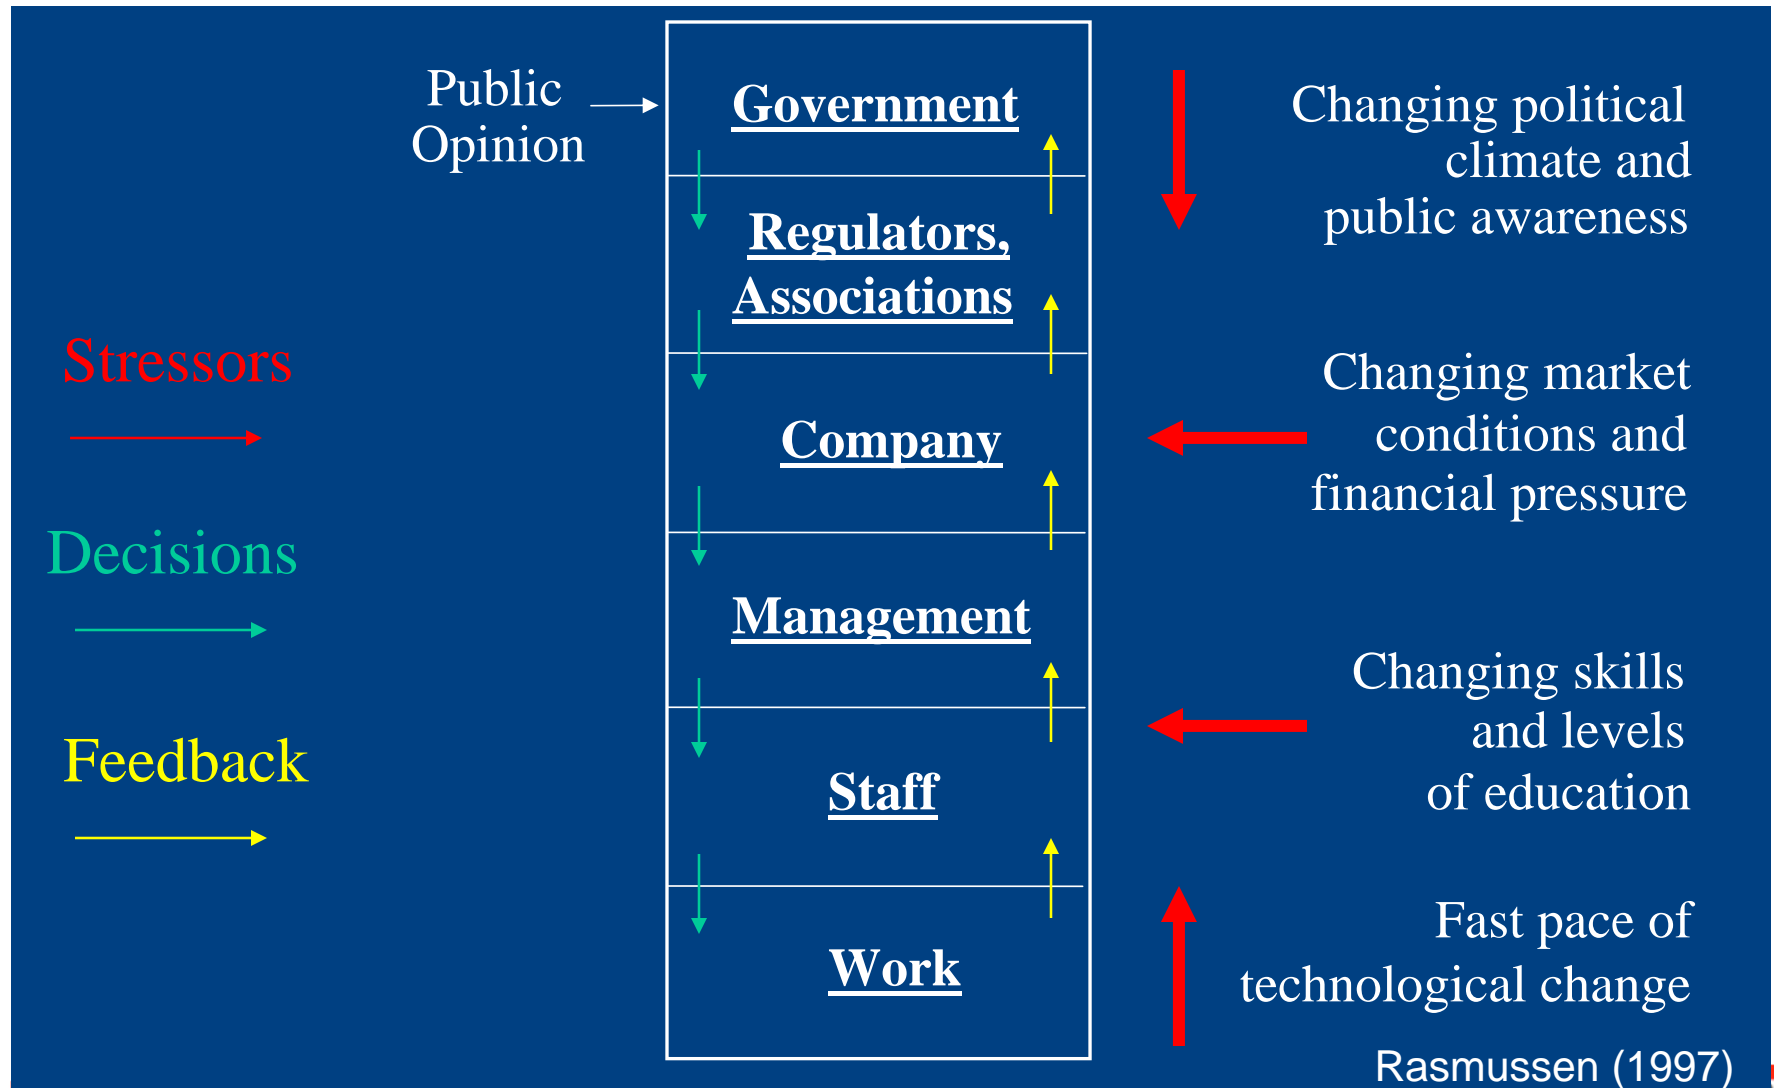 Public
Opinion
Government
Regulators,
Associations
Company
Management
Staff
Work
Stressors
Decisions
Feedback
Changing political
climate and
public awareness
Changing market
conditions and
financial pressure
Changing skills
and levels
of education
Fast pace of
technological change
Rasmussen (1997)